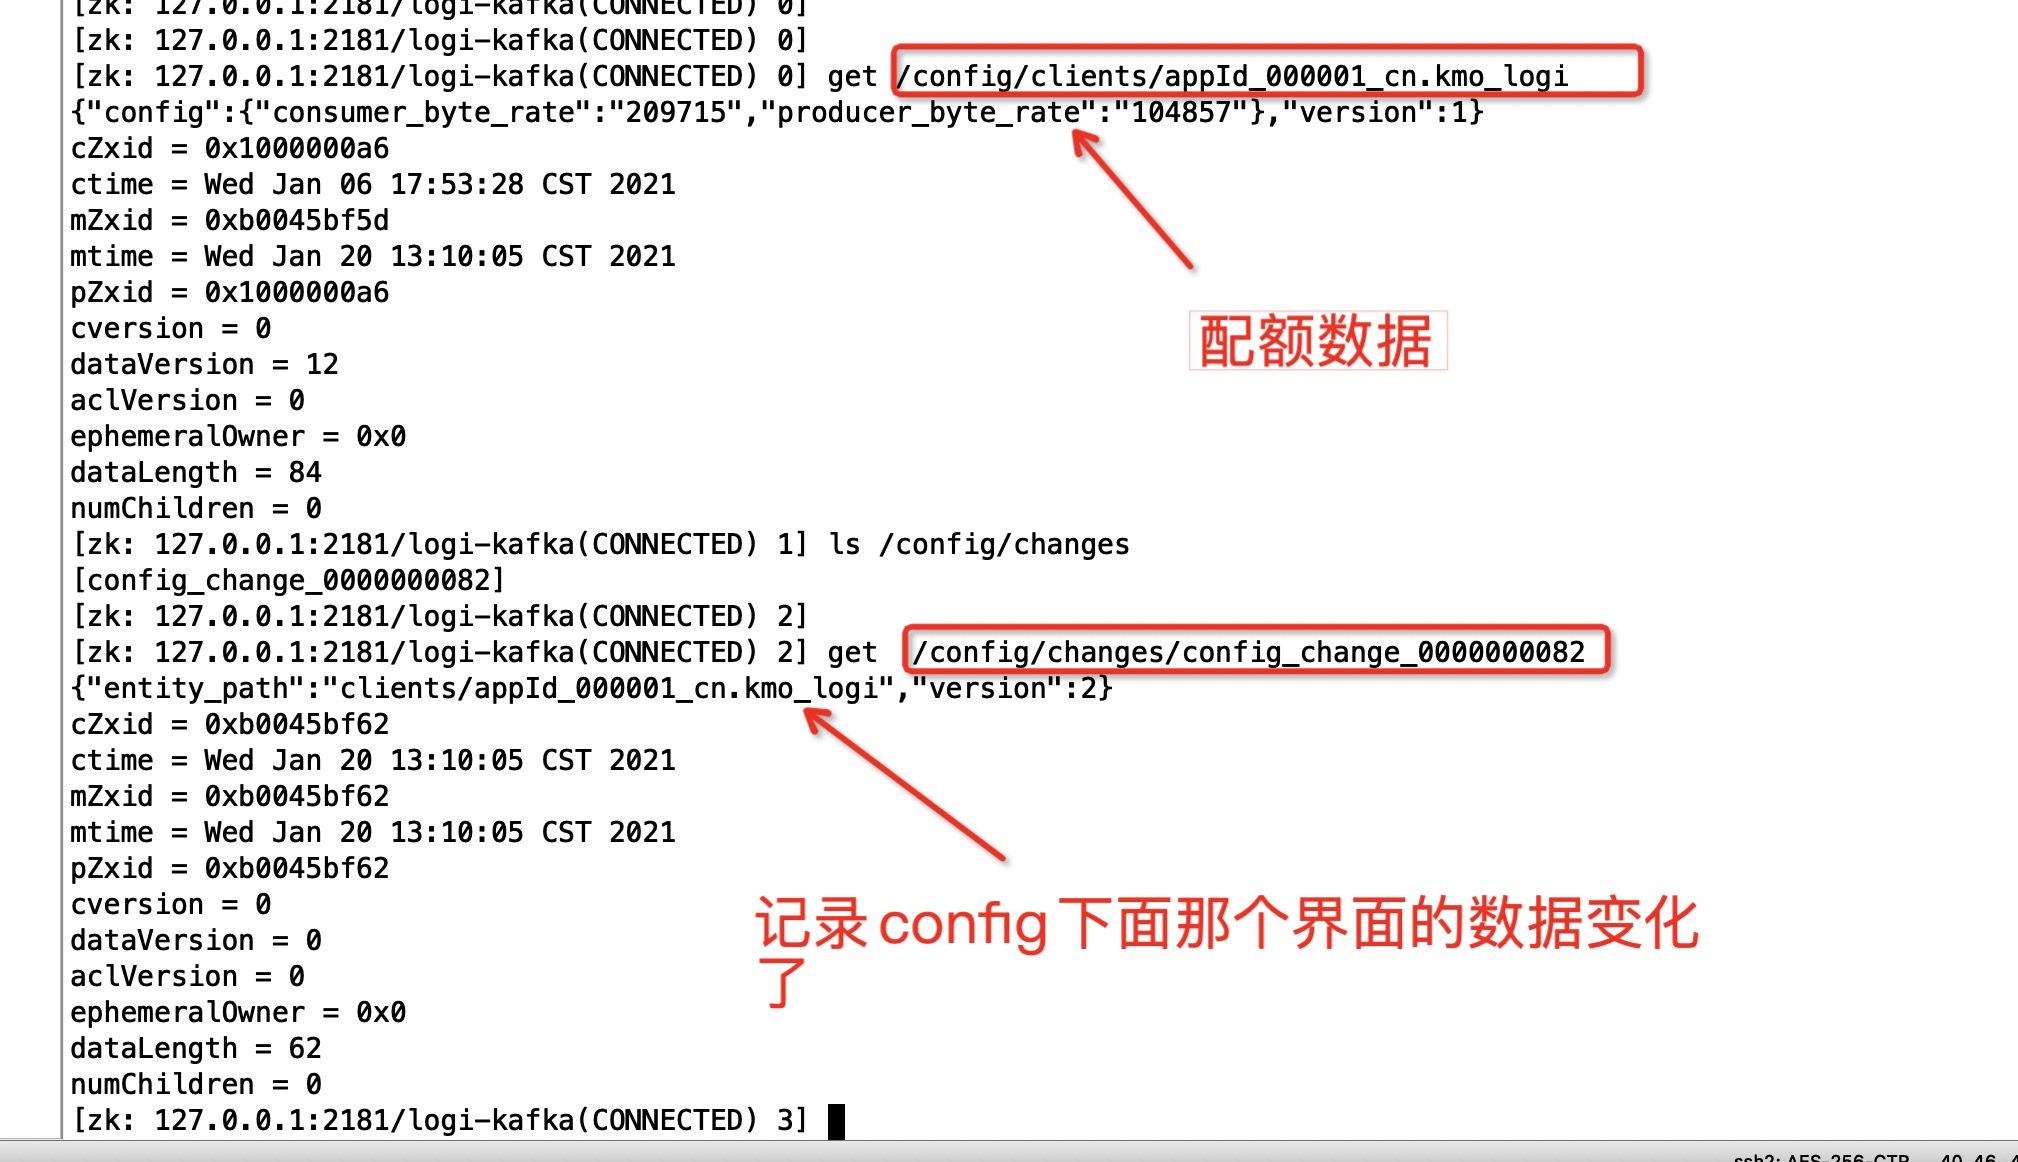 [zk: 127.0.0.1:2181/logi-kafka(CONNECTED) 0]
[zk: 127.0.0.1:2181/logi-kafka(CONNECTED) 0]
[zk: 127.0.0.1:2181/logi-kafka(CONNECTED) 0] get /config/clients/appId_000001_cn.kmo_logi
{"config":{"consumer_byte_rate":"209715","producer_byte_rate":"104857"},"version":1}
cZxid = 0x1000000a6
ctime = Wed Jan 06 17:53:28 CST 2021
mZxid = 0xb0045bf5d
mtime = Wed Jan 20 13:10:05 CST 2021
pZxid = 0x1000000a6
cversion = 0
配额数据
dataVersion = 12
aclVersion = 0
ephemeralOwner = 0x0
dataLength = 84
numChildren = 0
[zk: 127.0.0.1:2181/logi-kafka(CONNECTED) 1] ls /config/changes
[config_change_0000000082]
[zk: 127.0.0.1:2181/logi-kafka(CONNECTED) 2]
[zk: 127.0.0.1:2181/logi-kafka(CONNECTED) 2] get  /config/changes/config_change_0000000082
{"entity_path":"clients/appId_000001_cn.kmo_logi","version":2}
cZxid = 0xb0045bf62
ctime = Wed Jan 20 13:10:05 CST 2021
mZxid = 0xb0045bf62
mtime = Wed Jan 20 13:10:05 CST 2021
pZxid = 0xb0045bf62
cversion = 0
记录 config 下面那个界面的数据变化
了
dataVersion = 0
aclVersion = 0
ephemeralOwner = 0x0
dataLength = 62
numChildren = 0
[zk: 127.0.0.1:2181/logi-kafka(CONNECTED) 3]
ssh2: AES-256-CTR